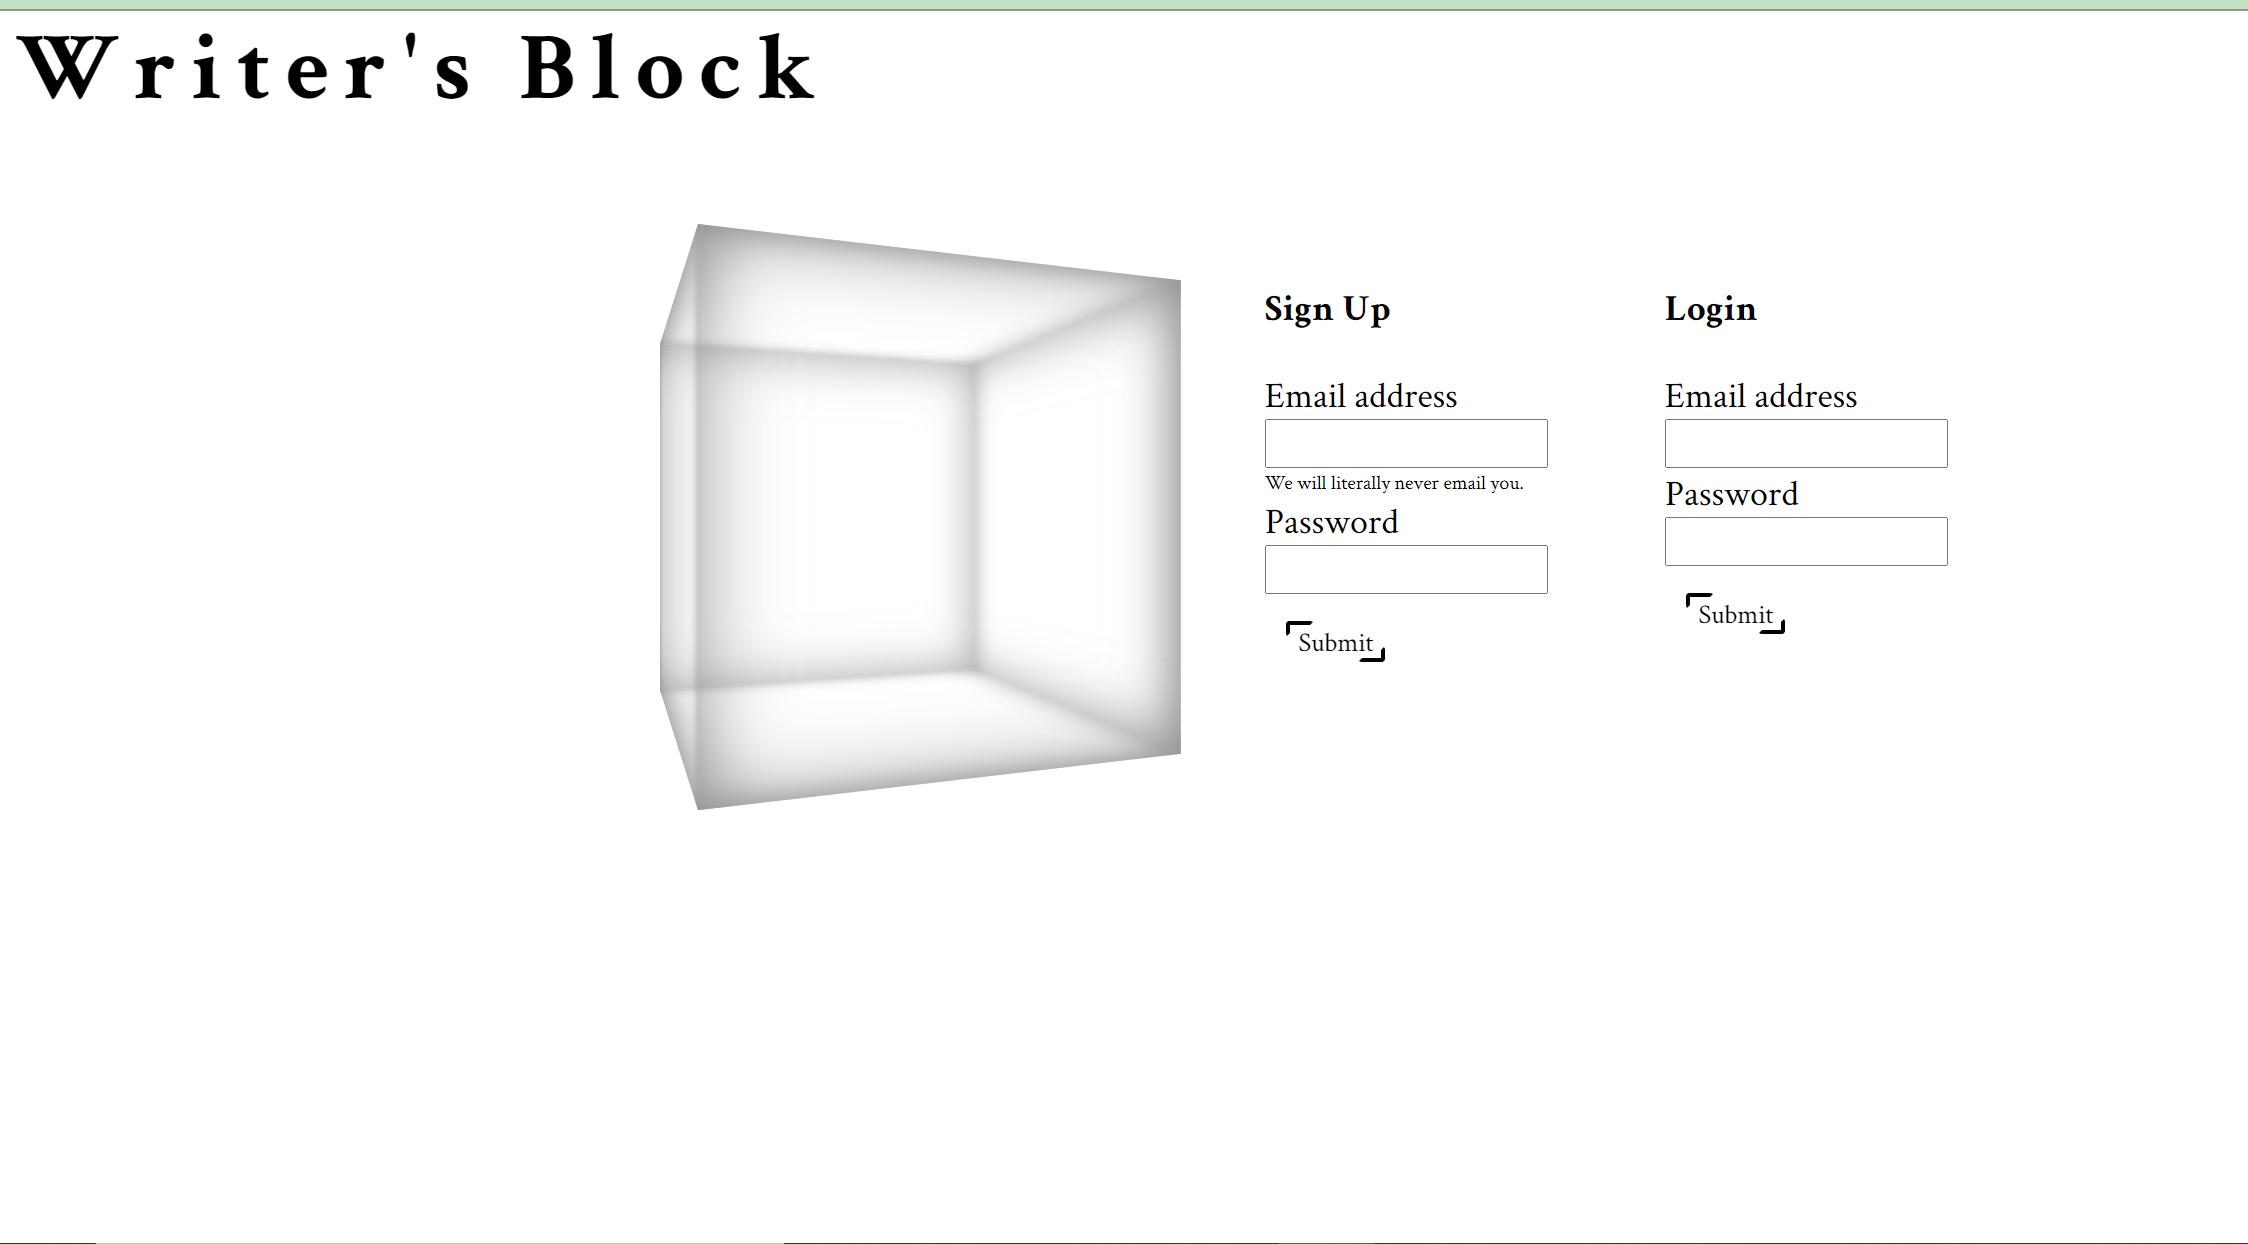 Writer's Block
Sign Up
Email address
We will literally never email you.
Password
Submit
Login
Email address
Password
Submit